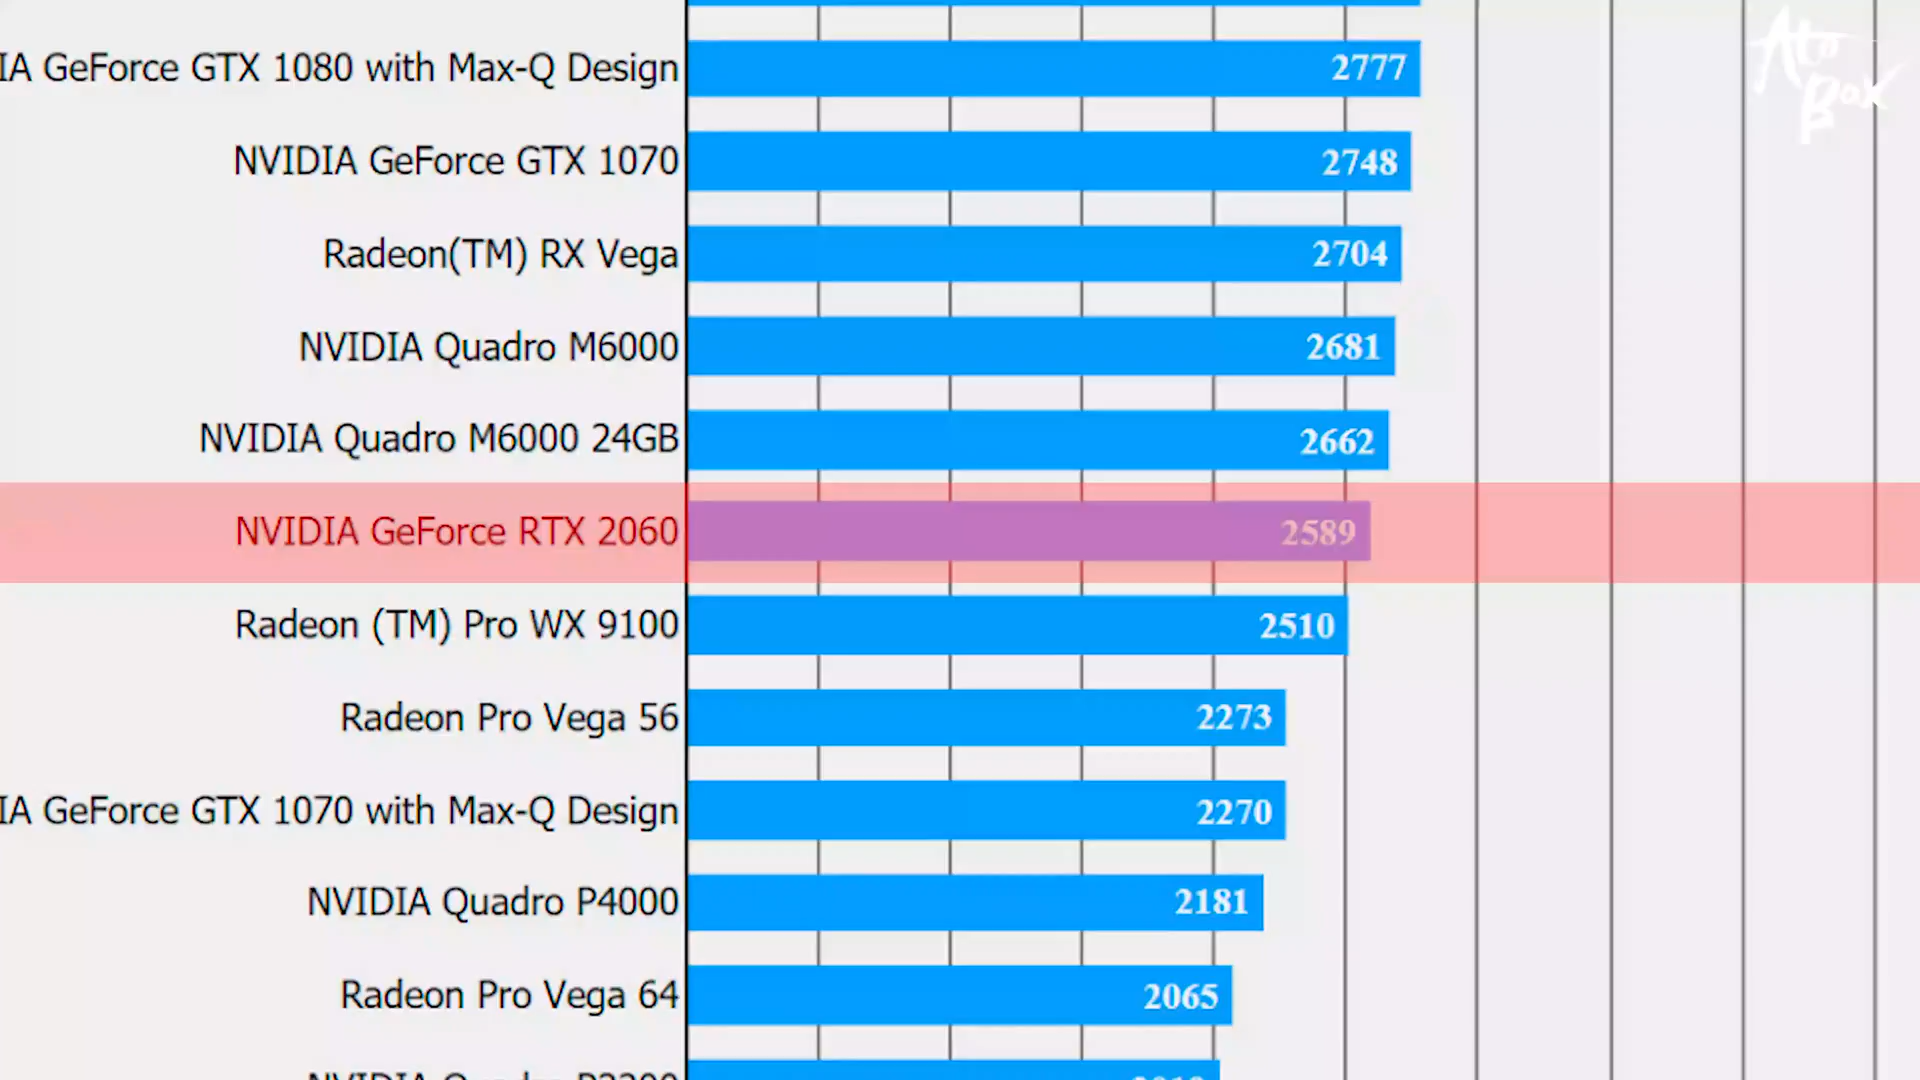 IA GeForce GTX 1080 with Max-Q Design 2777
NVIDIA GeForce GTX 1070 2748
Radeon(TM) RX Vega 2704
NVIDIA Quadro M6000 2681
NVIDIA Quadro M6000 24GB 2662
NVIDIA GeForce RTX 2060 2589
Radeon (TM) Pro WX 9100 2510
Radeon Pro Vega 56 2273
IA GeForce GTX 1070 with Max-Q Design 2270
NVIDIA Quadro P4000 2181
Radeon Pro Vega 64 2065
NVIDIA Quadro
Box